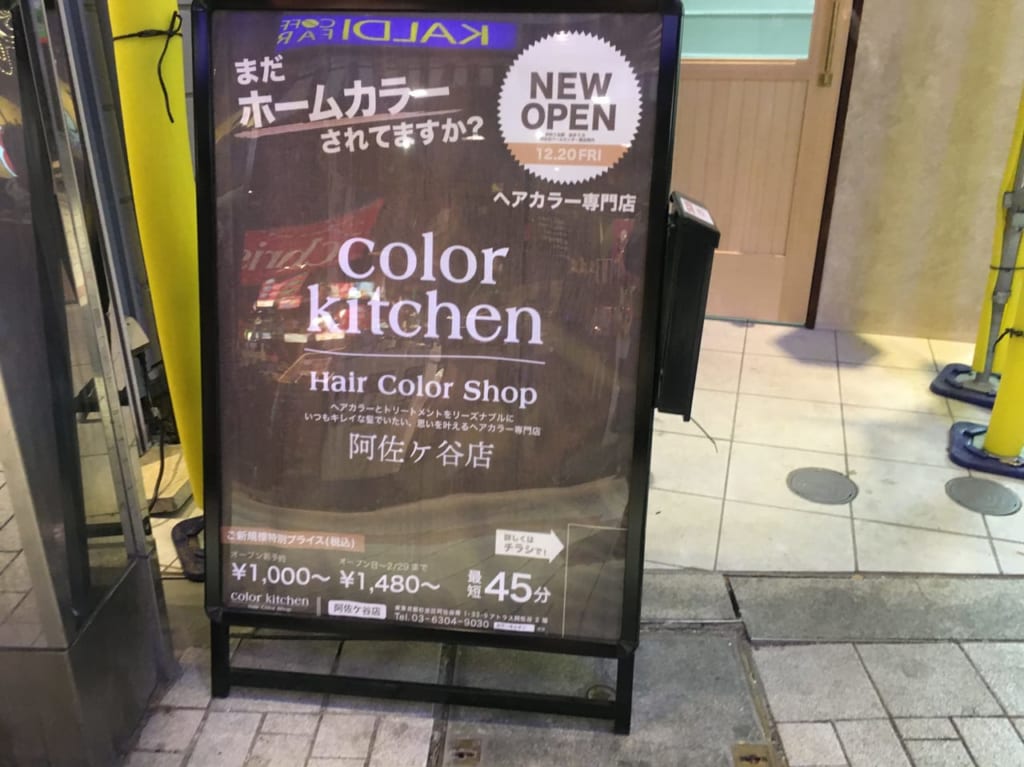 KALDI
COFF
FAR
まだ
ホームカラー
されてますか?
NEW
OPEN
12.20 FRI
ヘアカラー専門店
color
kitchen
Hair Color Shop
ヘアカラーとトリートメントをリーズナブルに
いつもキレイな髪でいたい。思いを叶えるヘアカラー専門店
阿佐ヶ谷店
ご新規様特別プライス(税込)
オープン前予約
¥1,000〜
オープン日〜2/29まで
¥1,480〜
詳しくは
チラシで!
最短45分
color kitchen
Hair Color Shop
阿佐ケ谷店
Tel. 03-6304-9030